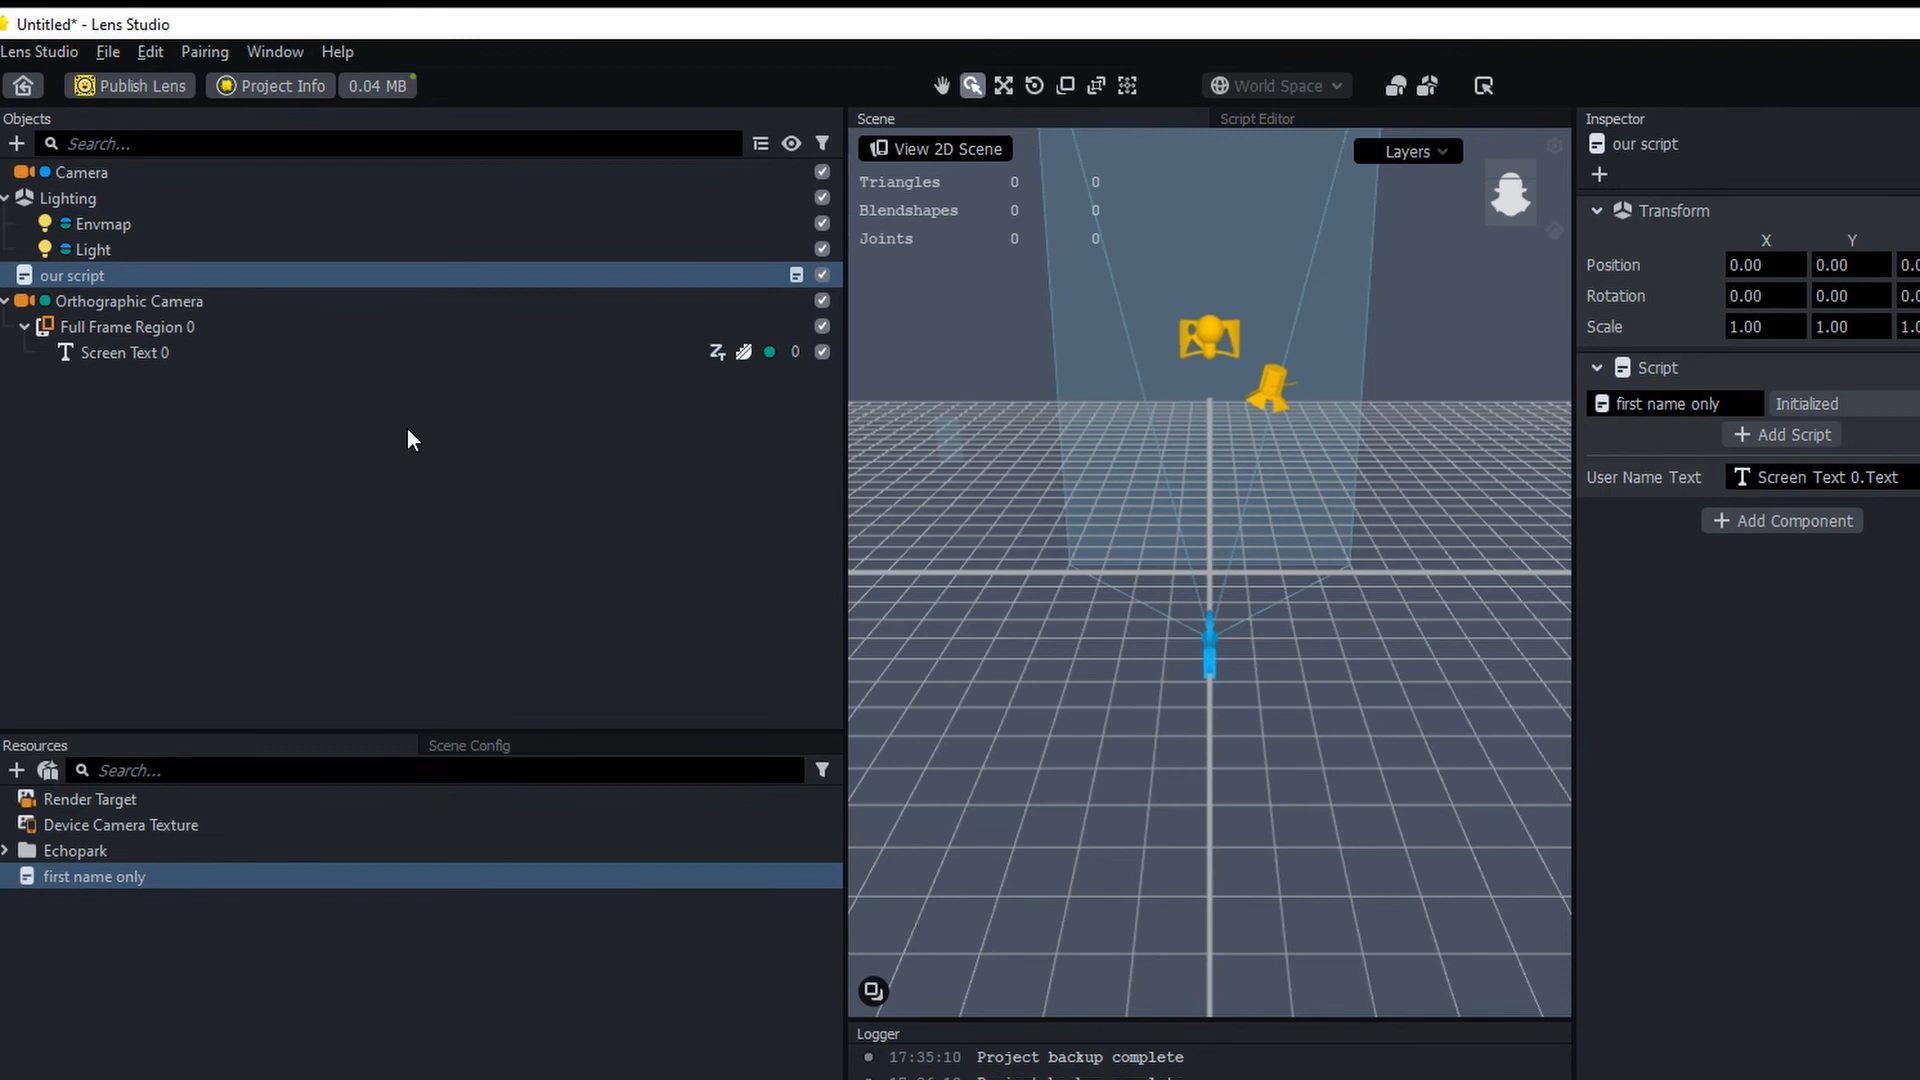 Untitled* - Lens Studio
Lens Studio File Edit Pairing Window Help
Publish Lens Project Info 0.04 MB World Space
Objects
Search...
Camera
Lighting
Envmap
Light
our script
Orthographic Camera
Full Frame Region 0
Screen Text 0 0
Resources Scene Config
Search...
Render Target
Device Camera Texture
Echopark
first name only
Scene Script Editor
View 2D Scene Layers
Triangles 0 0
Blendshapes 0 0
Joints 0 0
Logger
17:35:10 Project backup complete
Inspector
our script
Transform
X Y
Position 0.00 0.00
Rotation 0.00 0.00
Scale 1.00 1.00
Script
first name only Initialized
+ Add Script
User Name Text Screen Text 0.Text
+ Add Component